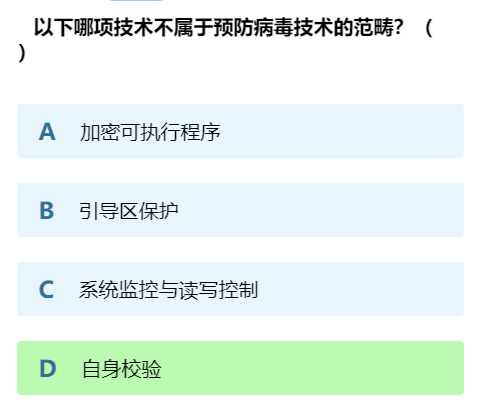 以下哪项技术不属于预防病毒技术的范畴？（
）
A 加密可执行程序
B 引导区保护
C 系统监控与读写控制
D 自身校验